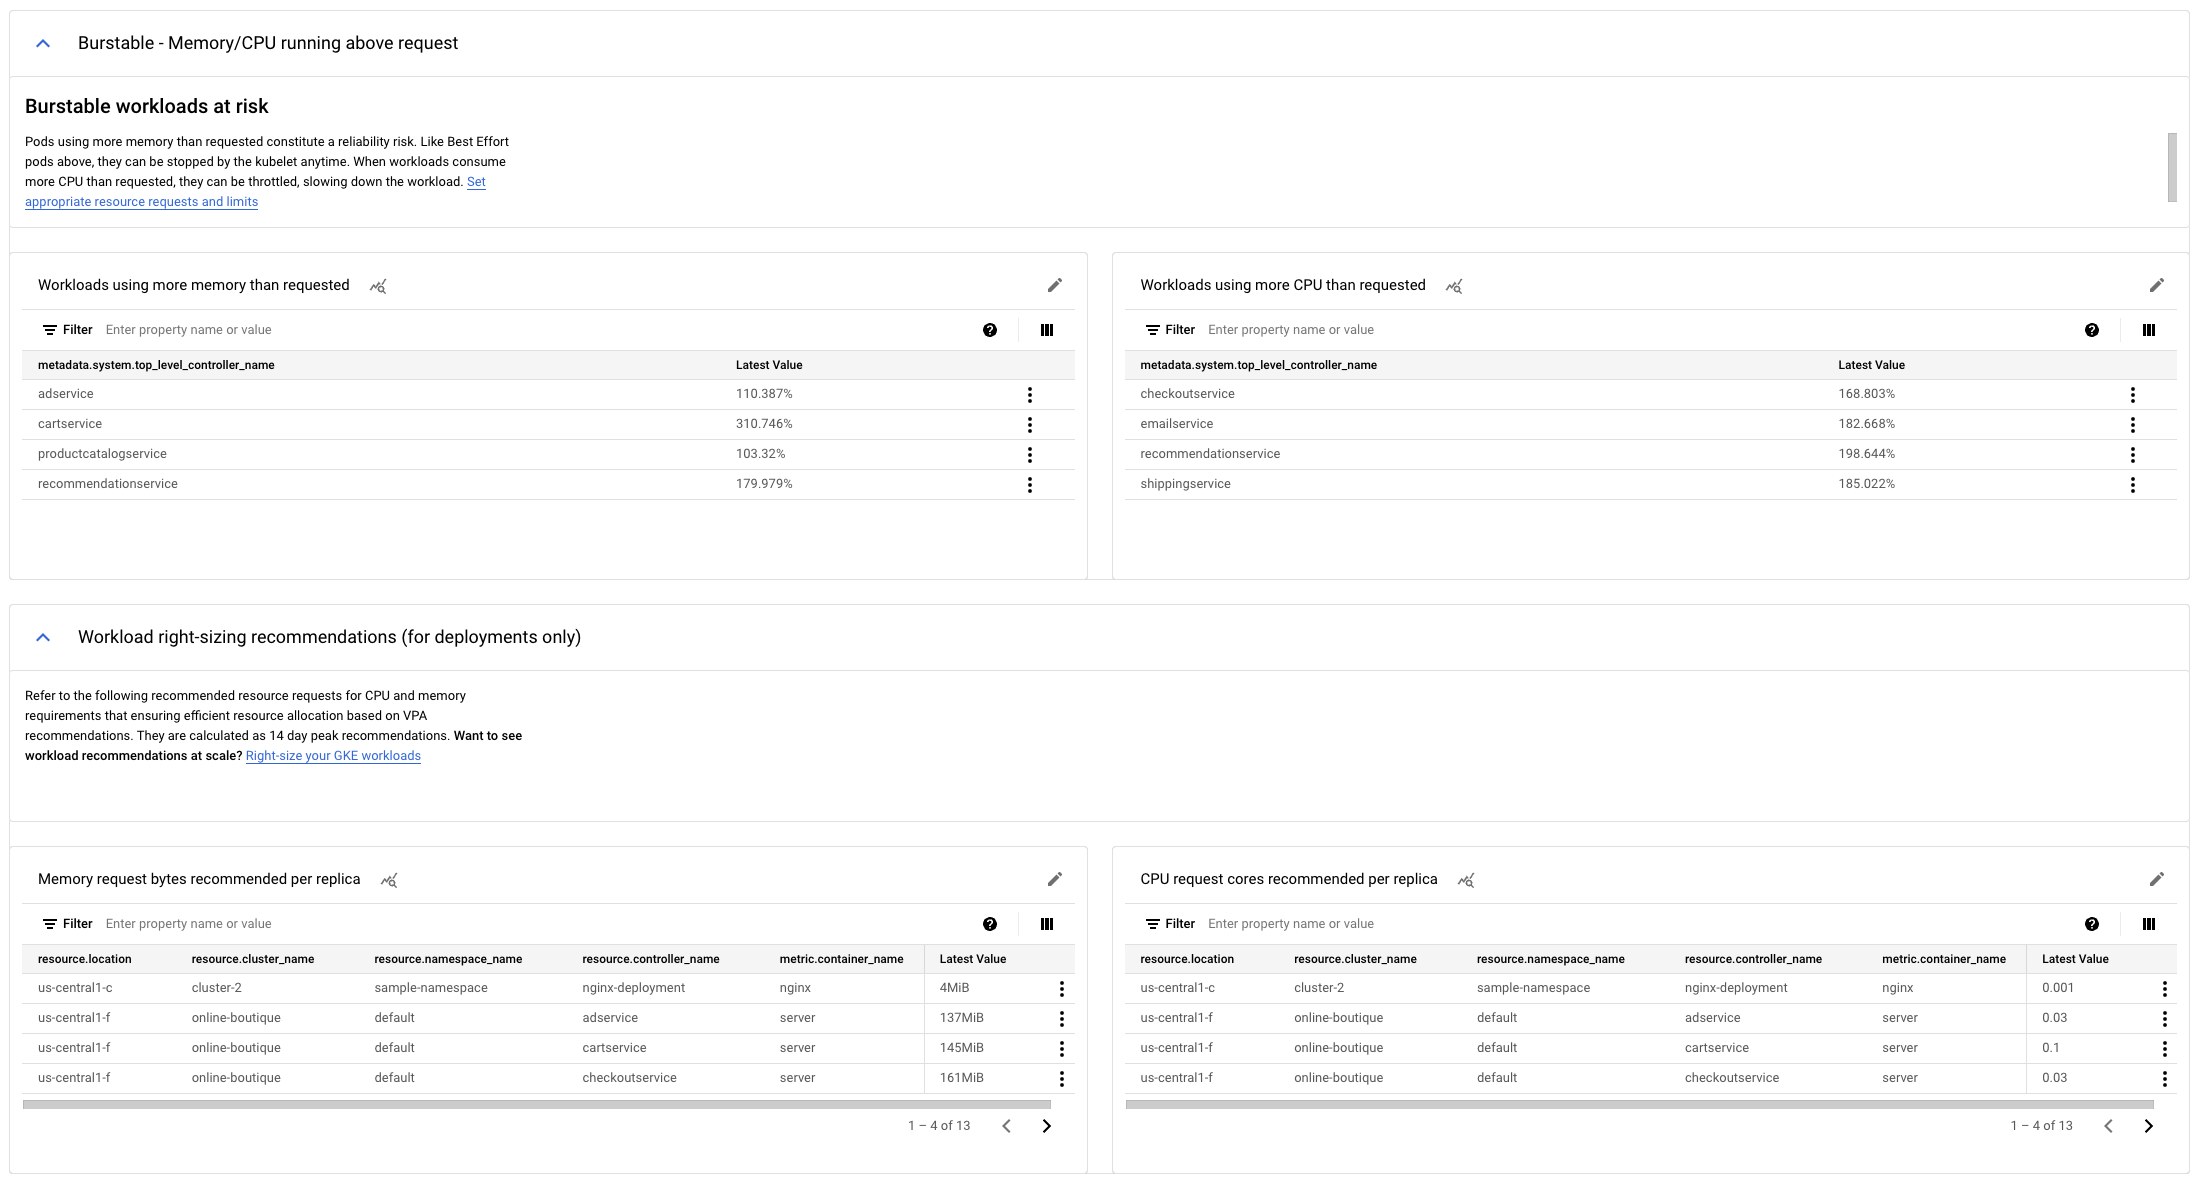 Burstable - Memory/CPU running above request
Burstable workloads at risk
Pods using more memory than requested constitute a reliability risk. Like Best Effort
pods above, they can be stopped by the kubelet anytime. When workloads consume
more CPU than requested, they can be throttled, slowing down the workload. Set
appropriate resource requests and limits
Workloads using more memory than requested
Filter Enter property name or value
metadata.system.top_level_controller_name Latest Value
adservice 110.387%
cartservice 310.746%
productcatalogservice 103.32%
recommendationservice 179.979%
Workloads using more CPU than requested
Filter Enter property name or value
metadata.system.top_level_controller_name Latest Value
checkoutservice 168.803%
emailservice 182.668%
recommendationservice 198.644%
shippingservice 185.022%
Workload right-sizing recommendations (for deployments only)
Refer to the following recommended resource requests for CPU and memory
requirements that ensuring efficient resource allocation based on VPA
recommendations. They are calculated as 14 day peak recommendations. Want to see
workload recommendations at scale? Right-size your GKE workloads
Memory request bytes recommended per replica
Filter Enter property name or value
resource.location resource.cluster_name resource.namespace_name resource.controller_name metric.container_name Latest Value
us-central1-c cluster-2 sample-namespace nginx-deployment nginx 4MiB
us-central1-f online-boutique default adservice server 137MiB
us-central1-f online-boutique default cartservice server 145MiB
us-central1-f online-boutique default checkoutservice server 161MiB
1 – 4 of 13
CPU request cores recommended per replica
Filter Enter property name or value
resource.location resource.cluster_name resource.namespace_name resource.controller_name metric.container_name Latest Value
us-central1-c cluster-2 sample-namespace nginx-deployment nginx 0.001
us-central1-f online-boutique default adservice server 0.03
us-central1-f online-boutique default cartservice server 0.1
us-central1-f online-boutique default checkoutservice server 0.03
1 – 4 of 13